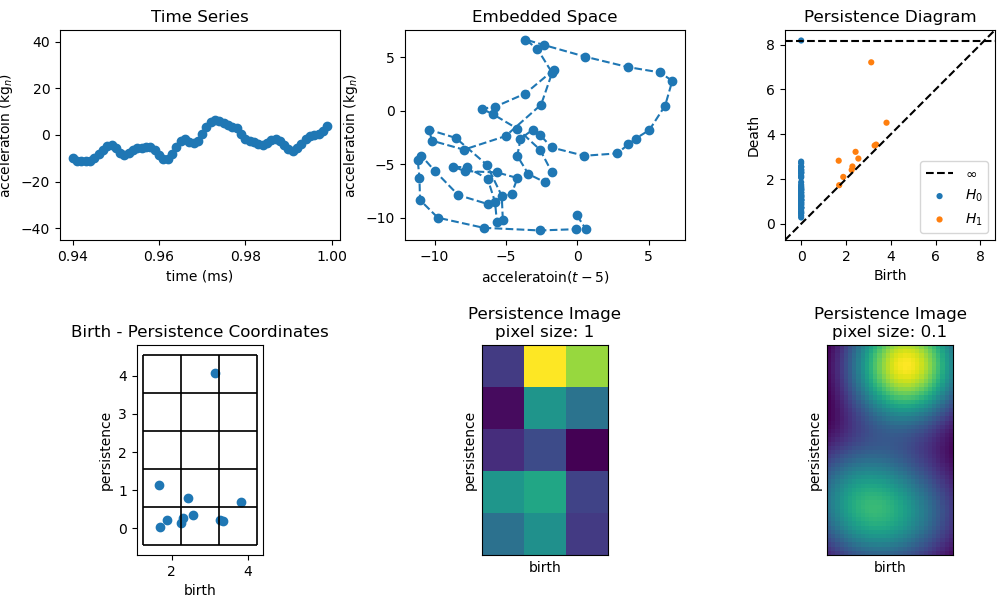 Time Series
40
20
0
−20
−40
0.94
0.96
0.98
1.00
acceleratoin (kgₙ)
time (ms)
Embedded Space
5
0
−5
−10
−10
−5
0
5
acceleratoin (kgₙ)
acceleratoin(t − 5)
Persistence Diagram
8
6
4
2
0
0
2
4
6
8
Death
Birth
∞
H₀
H₁
Birth - Persistence Coordinates
4
3
2
1
0
2
4
persistence
birth
Persistence Image
pixel size: 1
persistence
birth
Persistence Image
pixel size: 0.1
persistence
birth